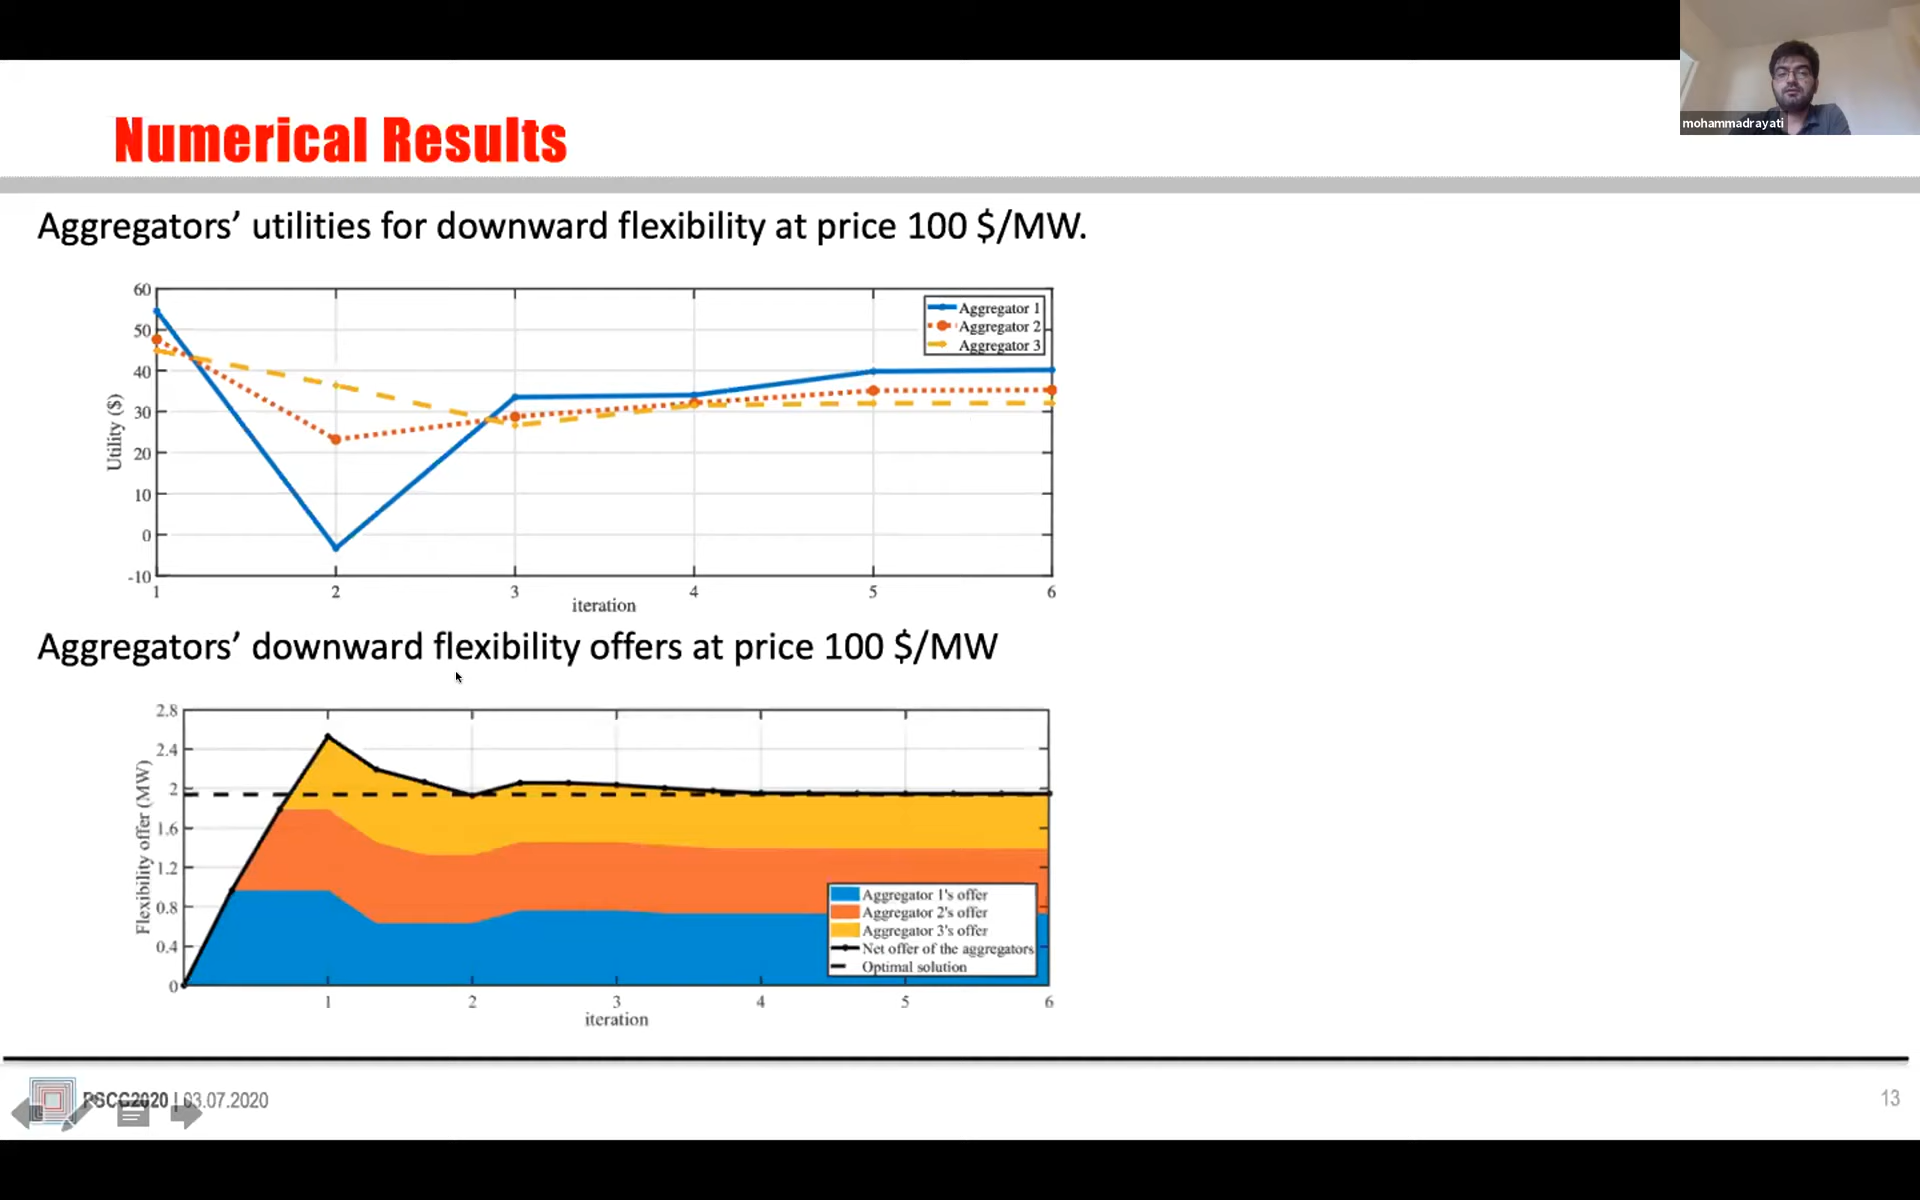 mohammadrayati
Numerical Results
Aggregators’ utilities for downward flexibility at price 100 $/MW.
60
50
40
30
20
10
0
-10
Utility ($)
Aggregator 1
Aggregator 2
Aggregator 3
1 2 3 4 5 6
iteration
Aggregators’ downward flexibility offers at price 100 $/MW
2.8
2.4
2
1.6
1.2
0.8
0.4
0
Flexibility offer (MW)
Aggregator 1's offer
Aggregator 2's offer
Aggregator 3's offer
Net offer of the aggregators
Optimal solution
1 2 3 4 5 6
iteration
PSCC2020 | 03.07.2020
13